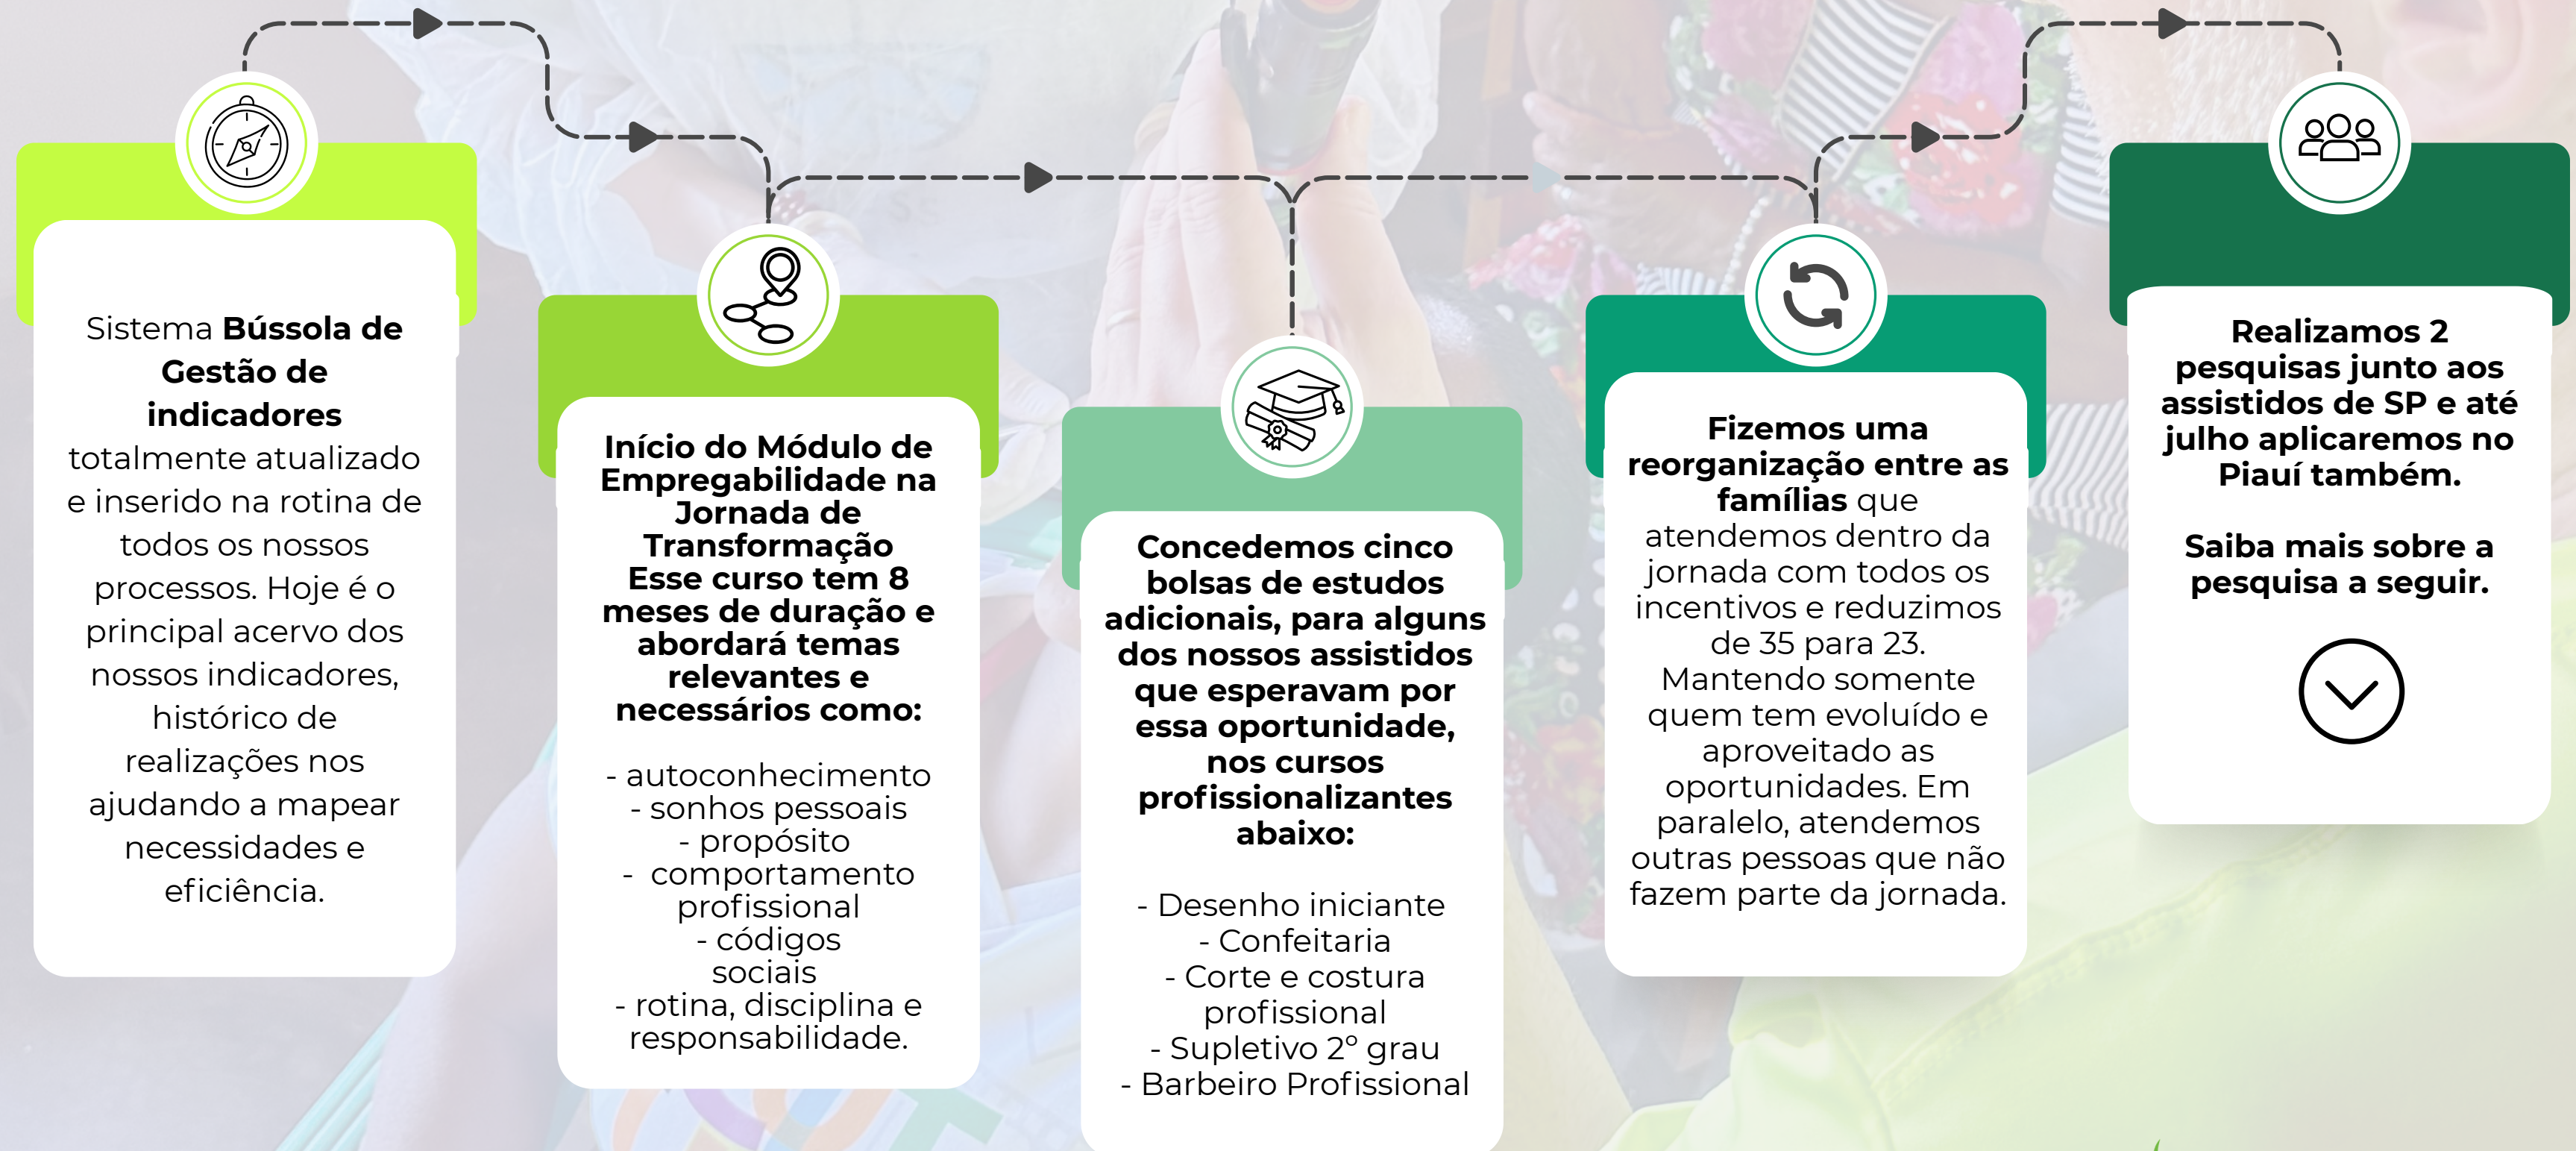 Sistema Bússola de
Gestão de
indicadores
totalmente atualizado
e inserido na rotina de
todos os nossos
processos. Hoje é o
principal acervo dos
nossos indicadores,
histórico de
realizações nos
ajudando a mapear
necessidades e
eficiência.
Início do Módulo de
Empregabilidade na
Jornada de
Transformação
Esse curso tem 8
meses de duração e
abordará temas
relevantes e
necessários como:
- autoconhecimento
- sonhos pessoais
- propósito
- comportamento
profissional
- códigos
sociais
- rotina, disciplina e
responsabilidade.
Concedemos cinco
bolsas de estudos
adicionais, para alguns
dos nossos assistidos
que esperavam por
essa oportunidade,
nos cursos
profissionalizantes
abaixo:
- Desenho iniciante
- Confeitaria
- Corte e costura
profissional
- Supletivo 2º grau
- Barbeiro Profissional
Fizemos uma
reorganização entre as
famílias que
atendemos dentro da
jornada com todos os
incentivos e reduzimos
de 35 para 23.
Mantendo somente
quem tem evoluído e
aproveitado as
oportunidades. Em
paralelo, atendemos
outras pessoas que não
fazem parte da jornada.
Realizamos 2
pesquisas junto aos
assistidos de SP e até
julho aplicaremos no
Piauí também.
Saiba mais sobre a
pesquisa a seguir.